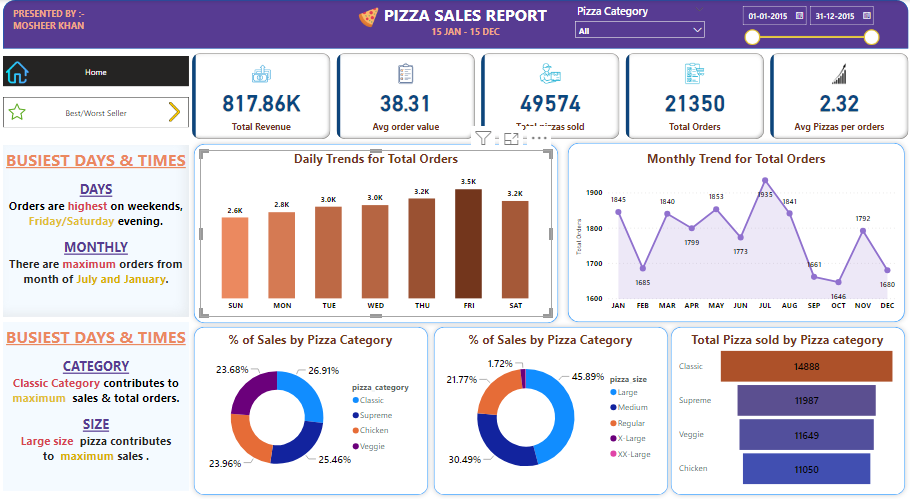 PRESENTED BY :-
MOSHEER KHAN
PIZZA SALES REPORT
15 JAN - 15 DEC
Pizza Category
All
01-01-2015
31-12-2015
Home
Best/Worst Seller
817.86K
Total Revenue
38.31
Avg order value
49574
Total pizzas sold
21350
Total Orders
2.32
Avg Pizzas per orders
BUSIEST DAYS & TIMES
DAYS
Orders are highest on weekends,
Friday/Saturday evening.
MONTHLY
There are maximum orders from
month of July and January.
Daily Trends for Total Orders
2.6K
2.8K
3.0K
3.0K
3.2K
3.5K
3.2K
SUN
MON
TUE
WED
THU
FRI
SAT
Monthly Trend for Total Orders
Total Orders
1900
1800
1700
1600
1845
1685
1840
1799
1853
1773
1935
1841
1661
1646
1792
1680
JAN
FEB
MAR
APR
MAY
JUN
JUL
AUG
SEP
OCT
NOV
DEC
BUSIEST DAYS & TIMES
CATEGORY
Classic Category contributes to
maximum sales & total orders.
SIZE
Large size pizza contributes
to maximum sales .
% of Sales by Pizza Category
23.68%
26.91%
23.96%
25.46%
pizza_category
Classic
Supreme
Chicken
Veggie
% of Sales by Pizza Category
1.72%
21.77%
45.89%
30.49%
pizza_size
Large
Medium
Regular
X-Large
XX-Large
Total Pizza sold by Pizza category
Classic
14888
Supreme
11987
Veggie
11649
Chicken
11050